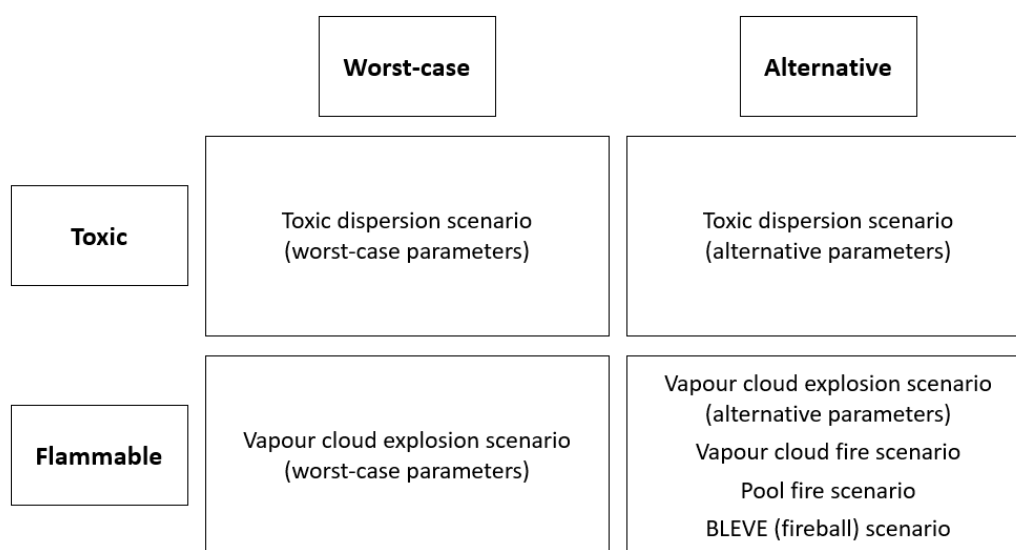 Worst-case
Alternative
Toxic
Toxic dispersion scenario
(worst-case parameters)
Toxic dispersion scenario
(alternative parameters)
Flammable
Vapour cloud explosion scenario
(worst-case parameters)
Vapour cloud explosion scenario
(alternative parameters)
Vapour cloud fire scenario
Pool fire scenario
BLEVE (fireball) scenario